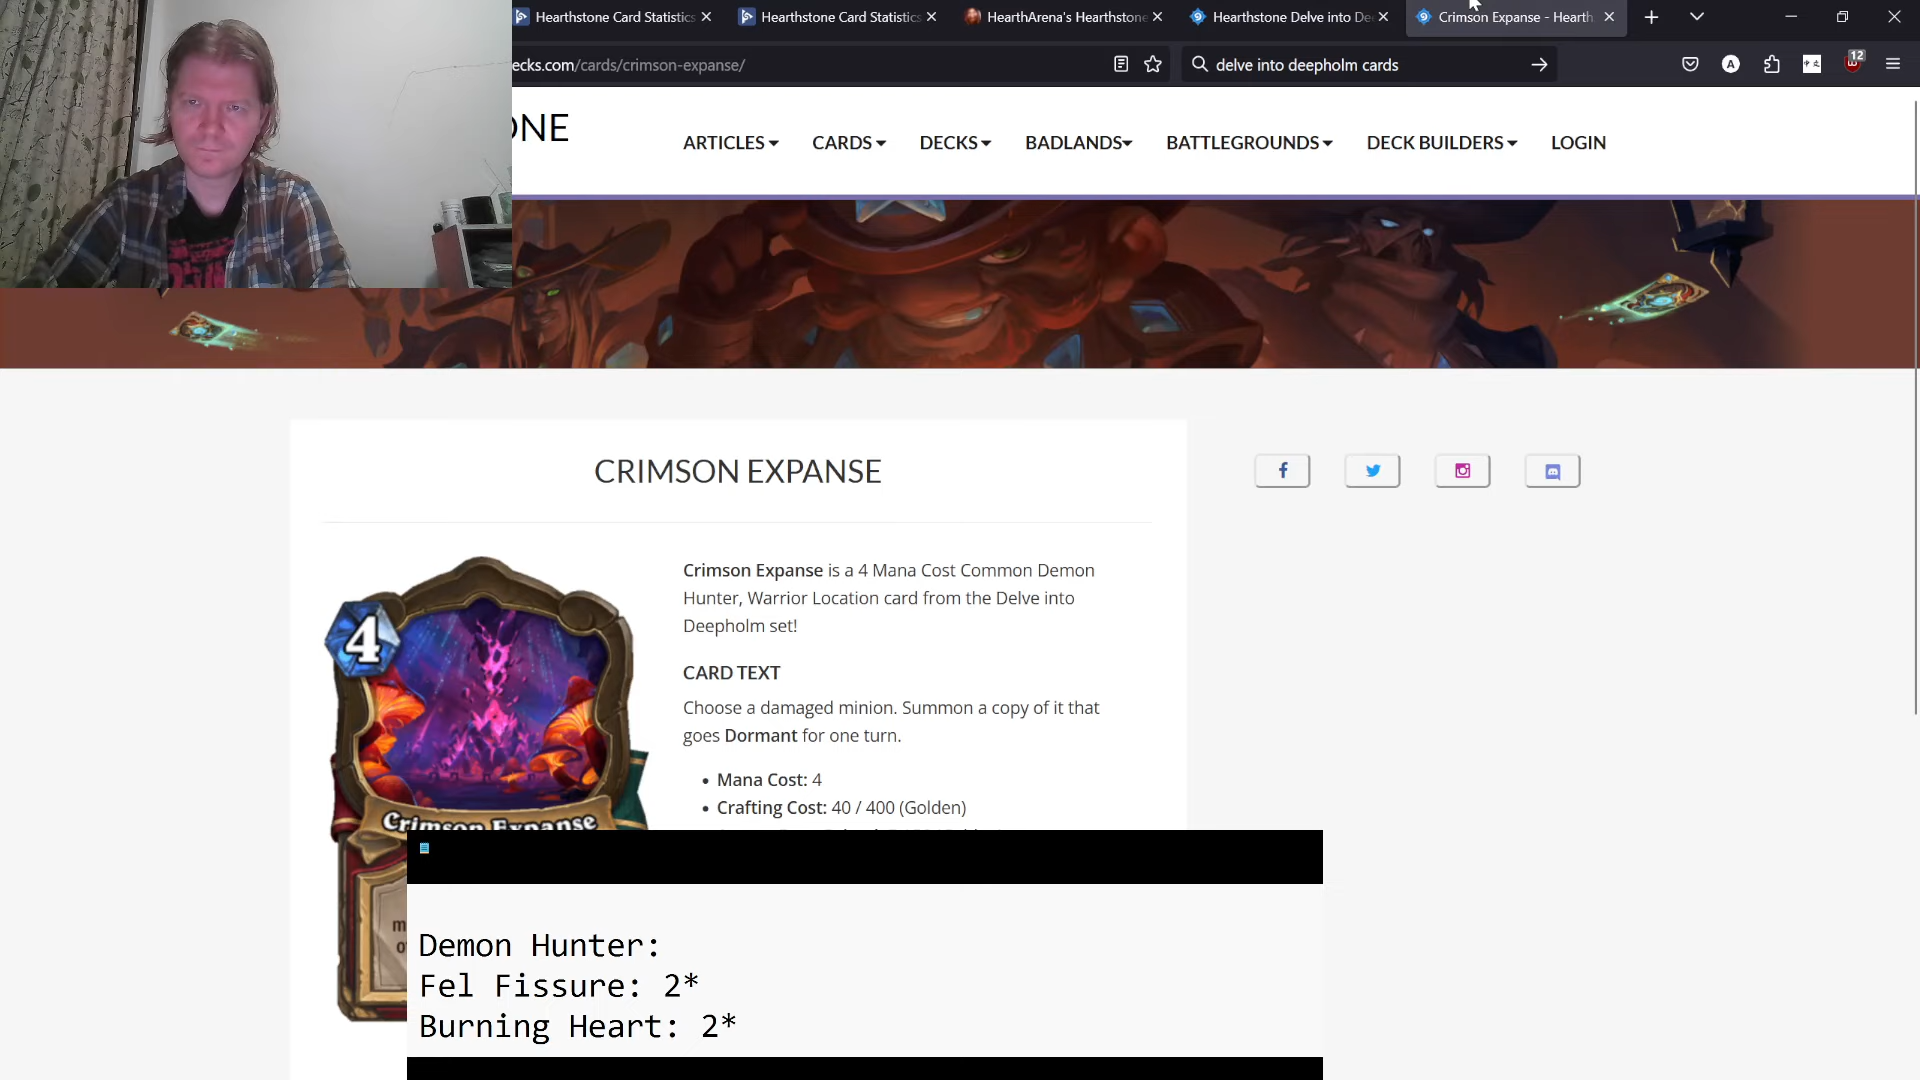 Hearthstone Card Statistics
Hearthstone Card Statistics
HearthArena's Hearthstone
Hearthstone Delve into De
Crimson Expanse - Hearth
ecks.com/cards/crimson-expanse/
delve into deepholm cards
A
12
ONE
ARTICLES
CARDS
DECKS
BADLANDS
BATTLEGROUNDS
DECK BUILDERS
LOGIN
CRIMSON EXPANSE
4
Crimson Expanse
Crimson Expanse is a 4 Mana Cost Common Demon
Hunter, Warrior Location card from the Delve into
Deepholm set!
CARD TEXT
Choose a damaged minion. Summon a copy of it that
goes Dormant for one turn.
• Mana Cost: 4
• Crafting Cost: 40 / 400 (Golden)
Demon Hunter:
Fel Fissure: 2*
Burning Heart: 2*